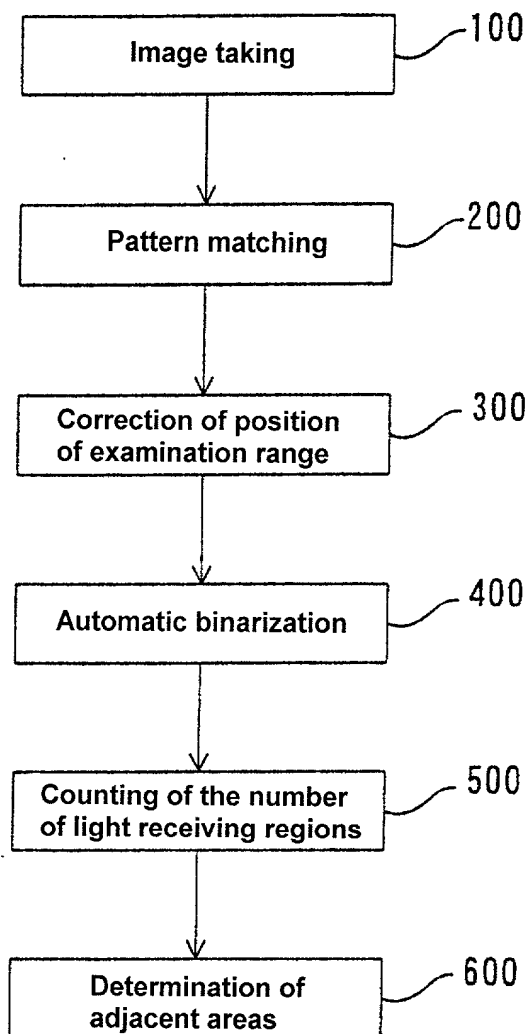 Image taking
100
Pattern matching
200
Correction of position
of examination range
300
Automatic binarization
400
Counting of the number
of light receiving regions
500
Determination of
adjacent areas
600